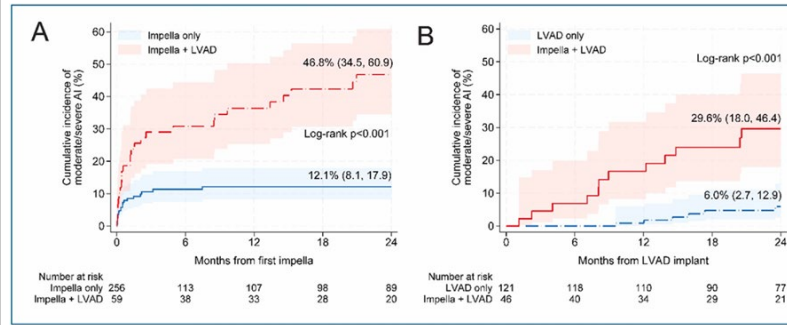 A
Impella only
Impella + LVAD
60
50
40
30
20
10
0
Cumulative incidence of
moderate/severe AI (%)
46.8% (34.5, 60.9)
Log-rank p<0.001
12.1% (8.1, 17.9)
0 6 12 18 24
Months from first impella
Number at risk
Impella only 256 113 107 98 89
Impella + LVAD 59 38 33 28 20
B
LVAD only
Impella + LVAD
60
50
40
30
20
10
0
Cumulative incidence of
moderate/severe AI (%)
Log-rank p<0.001
29.6% (18.0, 46.4)
6.0% (2.7, 12.9)
0 6 12 18 24
Months from LVAD implant
Number at risk
LVAD only 121 118 110 90 77
Impella + LVAD 46 40 34 29 21